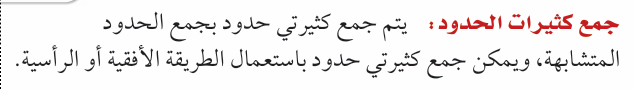 جمع كثيرات الحدود: يتم جمع كثيرتي حدود بجمع الحدود
المتشابهة، ويمكن جمع كثيرتي حدود باستعمال الطريقة الأفقية أو الرأسية.